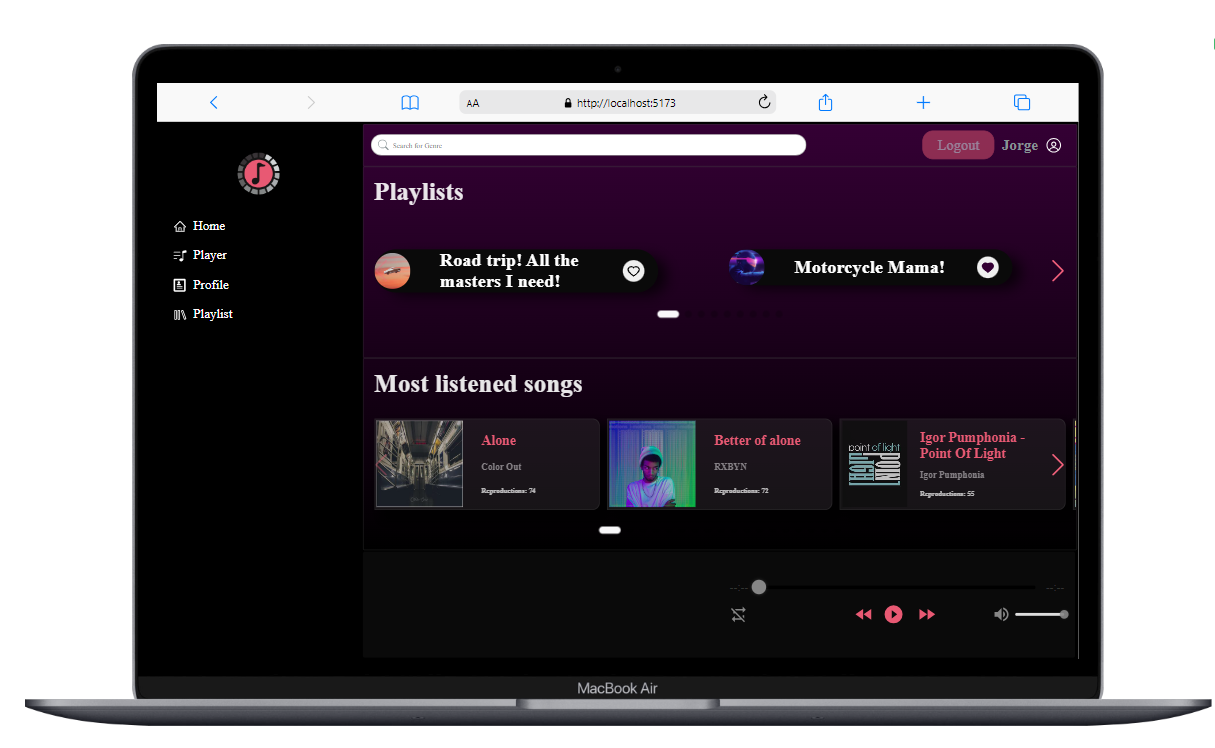 AA
http://localhost:5173
Search for Genre
Logout
Jorge
Home
Player
Profile
Playlist
Playlists
Road trip! All the
masters I need!
Motorcycle Mama!
Most listened songs
Alone
Color Out
Reproductions: 74
Better of alone
RXBYN
Reproductions: 72
point of light
POINT
LIGHT
Igor Pumphonia -
Point Of Light
Igor Pumphonia
Reproductions: 55
--:--
--:--
MacBook Air